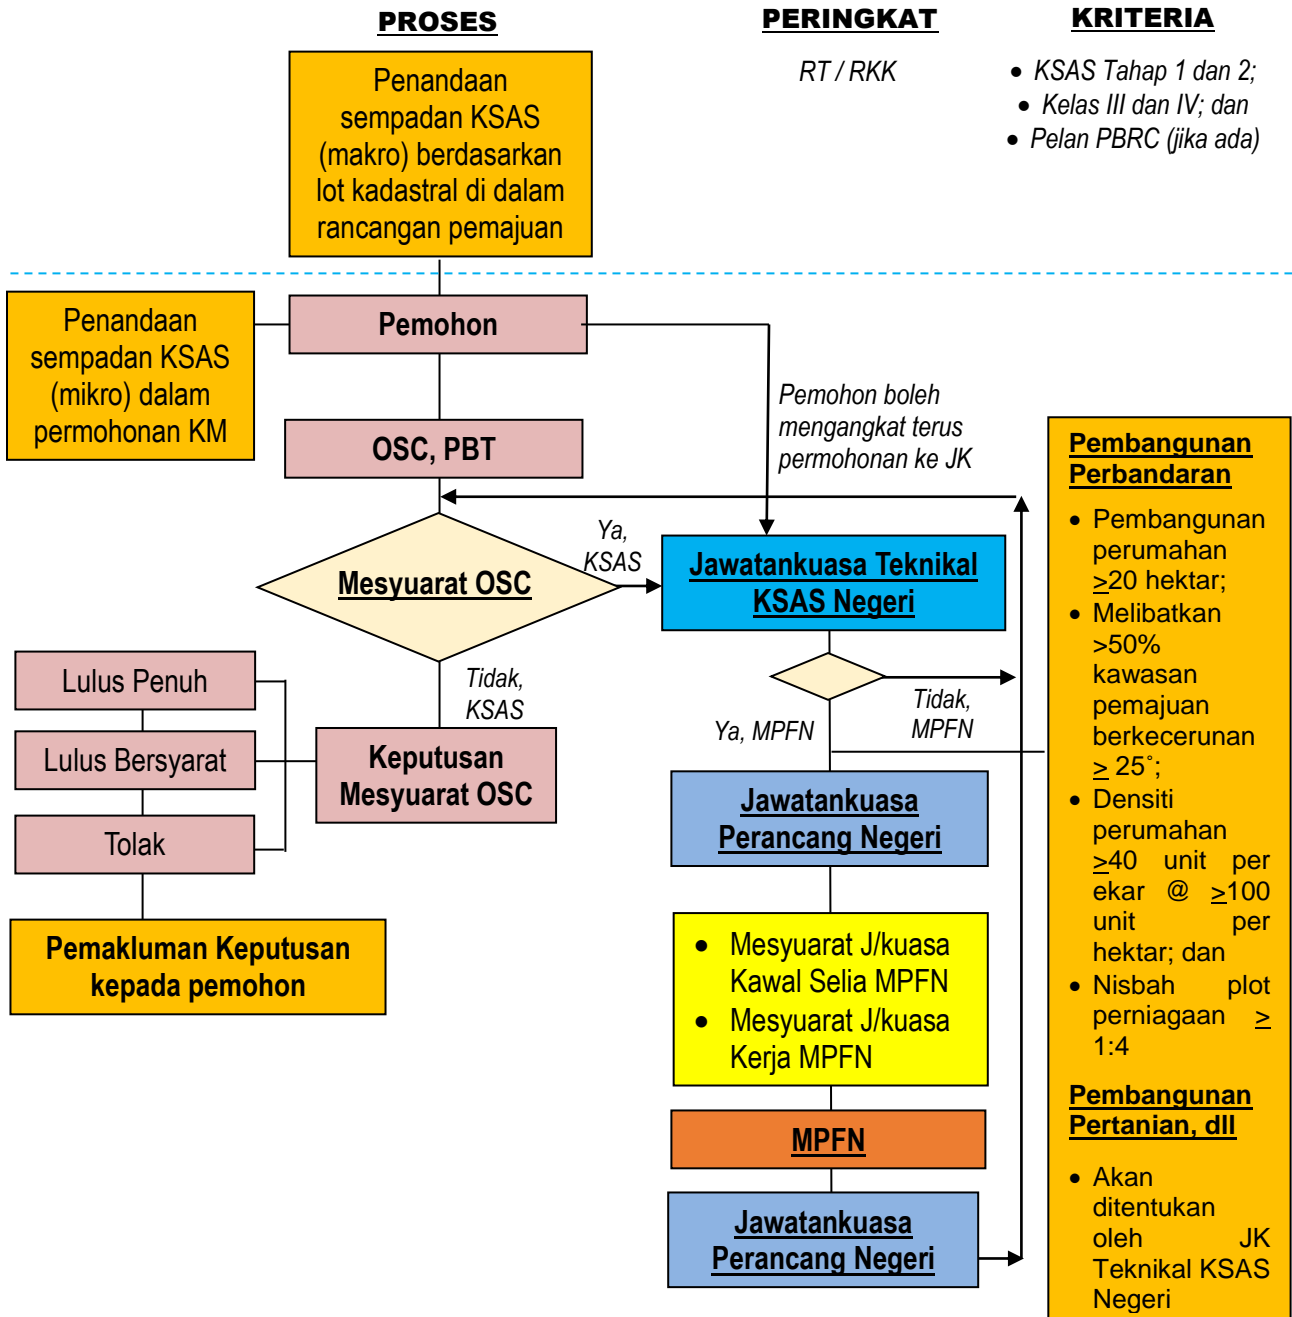 PROSES
PERINGKAT
KRITERIA
Penandaan
sempadan KSAS
(makro) berdasarkan
lot kadastral di dalam
rancangan pemajuan
RT / RKK
• KSAS Tahap 1 dan 2;
• Kelas III dan IV; dan
• Pelan PBRC (jika ada)
Penandaan
sempadan KSAS
(mikro) dalam
permohonan KM
Pemohon
Pemohon boleh
mengangkat terus
permohonan ke JK
OSC, PBT
Mesyuarat OSC
Ya,
KSAS
Jawatankuasa Teknikal
KSAS Negeri
Tidak,
KSAS
Lulus Penuh
Lulus Bersyarat
Tolak
Keputusan
Mesyuarat OSC
Pemakluman Keputusan
kepada pemohon
Ya, MPFN
Tidak,
MPFN
Jawatankuasa
Perancang Negeri
• Mesyuarat J/kuasa
Kawal Selia MPFN
• Mesyuarat J/kuasa
Kerja MPFN
MPFN
Jawatankuasa
Perancang Negeri
Pembangunan
Perbandaran
• Pembangunan
perumahan
≥20 hektar;
• Melibatkan
>50%
kawasan
pemajuan
berkecerunan
≥ 25˚;
• Densiti
perumahan
≥40 unit per
ekar @ ≥100
unit per
hektar; dan
• Nisbah plot
perniagaan ≥
1:4
Pembangunan
Pertanian, dll
• Akan
ditentukan
oleh JK
Teknikal KSAS
Negeri